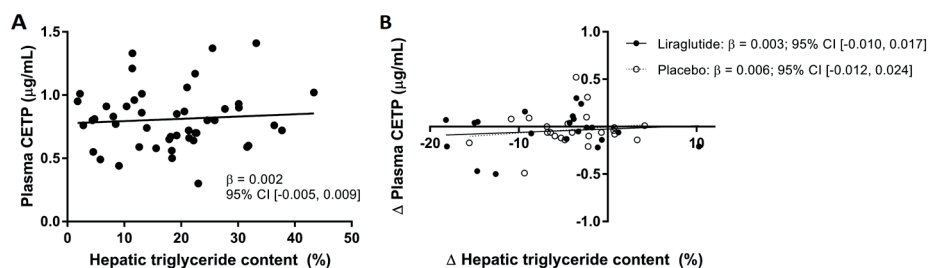 A
1.5
1.0
0.5
0.0
0 10 20 30 40 50
Plasma CETP (µg/mL)
Hepatic triglyceride content (%)
β = 0.002
95% CI [-0.005, 0.009]
B
1.0
0.5
-0.5
-1.0
-20 -10 10
Δ Plasma CETP (µg/mL)
Δ Hepatic triglyceride content (%)
Liraglutide: β = 0.003; 95% CI [-0.010, 0.017]
Placebo: β = 0.006; 95% CI [-0.012, 0.024]